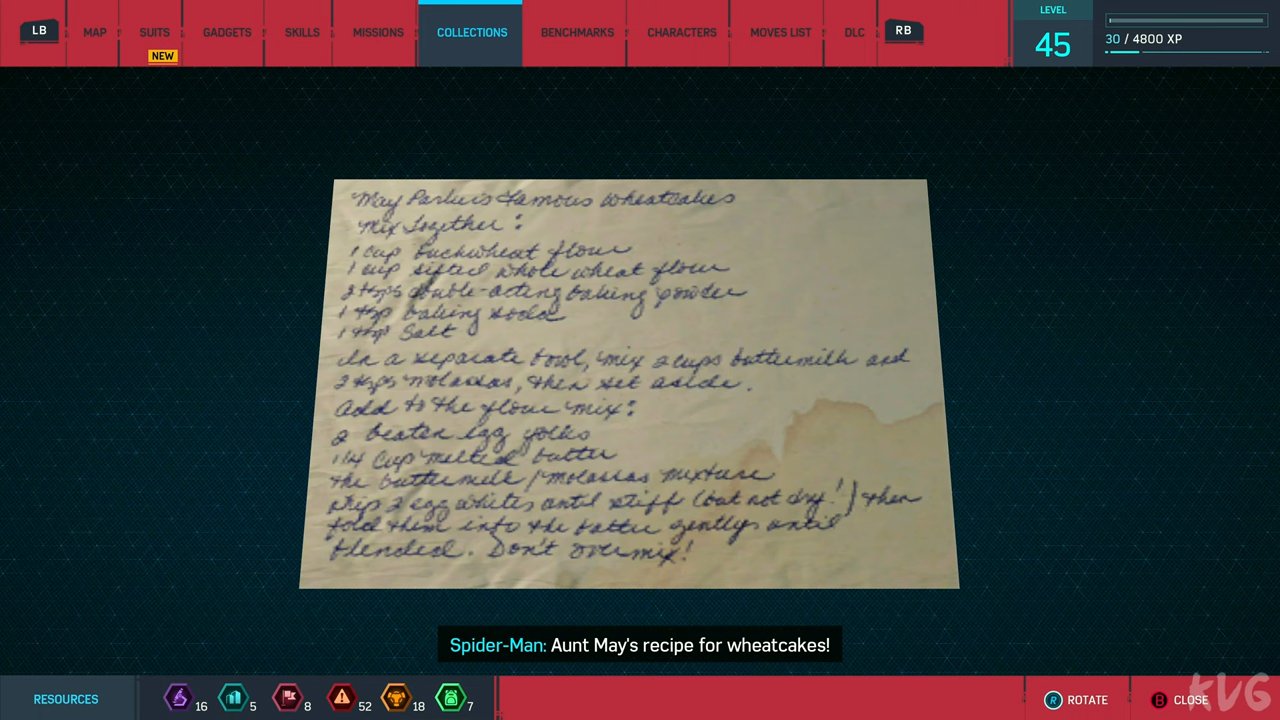 LB
MAP
SUITS
NEW
GADGETS
SKILLS
MISSIONS
COLLECTIONS
BENCHMARKS
CHARACTERS
MOVES LIST
DLC
RB
LEVEL
45
30 / 4800 XP
May Parker's Famous Wheatcakes
Mix Together:
1 cup buckwheat flour
1 cup sifted whole wheat flour
2 tsps double-acting baking powder
1 tsp baking soda
1 tsp Salt
In a separate bowl, mix 2 cups buttermilk and
2 tsps molassas, then set aside.
Add to the flour mix:
2 beaten egg yolks
1/4 Cup melted butter
the buttermilk/molassas mixture
Whip 2 egg whites until stiff (but not dry!) then
fold them into the batter gently until
blended. Don't overmix!
Spider-Man: Aunt May's recipe for wheatcakes!
RESOURCES
16
5
8
52
18
7
R ROTATE
B CLOSE
KVG